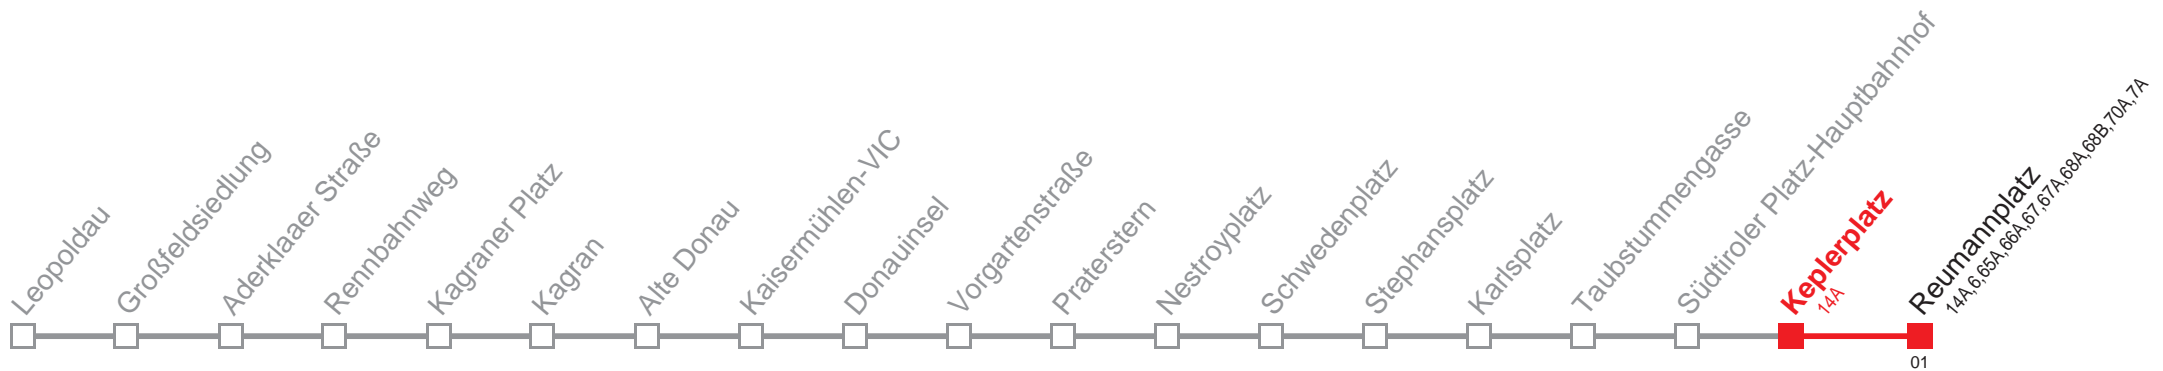 Leopoldau
Großfeldsiedlung
Aderklaaer Straße
Rennbahnweg
Kagraner Platz
Kagran
Alte Donau
Kaisermühlen-VIC
Donauinsel
Vorgartenstraße
Praterstern
Nestroyplatz
Schwedenplatz
Stephansplatz
Karlsplatz
Taubstummengasse
Südtiroler Platz-Hauptbahnhof
Keplerplatz
14A
Reumannplatz
14A,6,65A,66A,67,67A,68A,68B,70A,7A
01